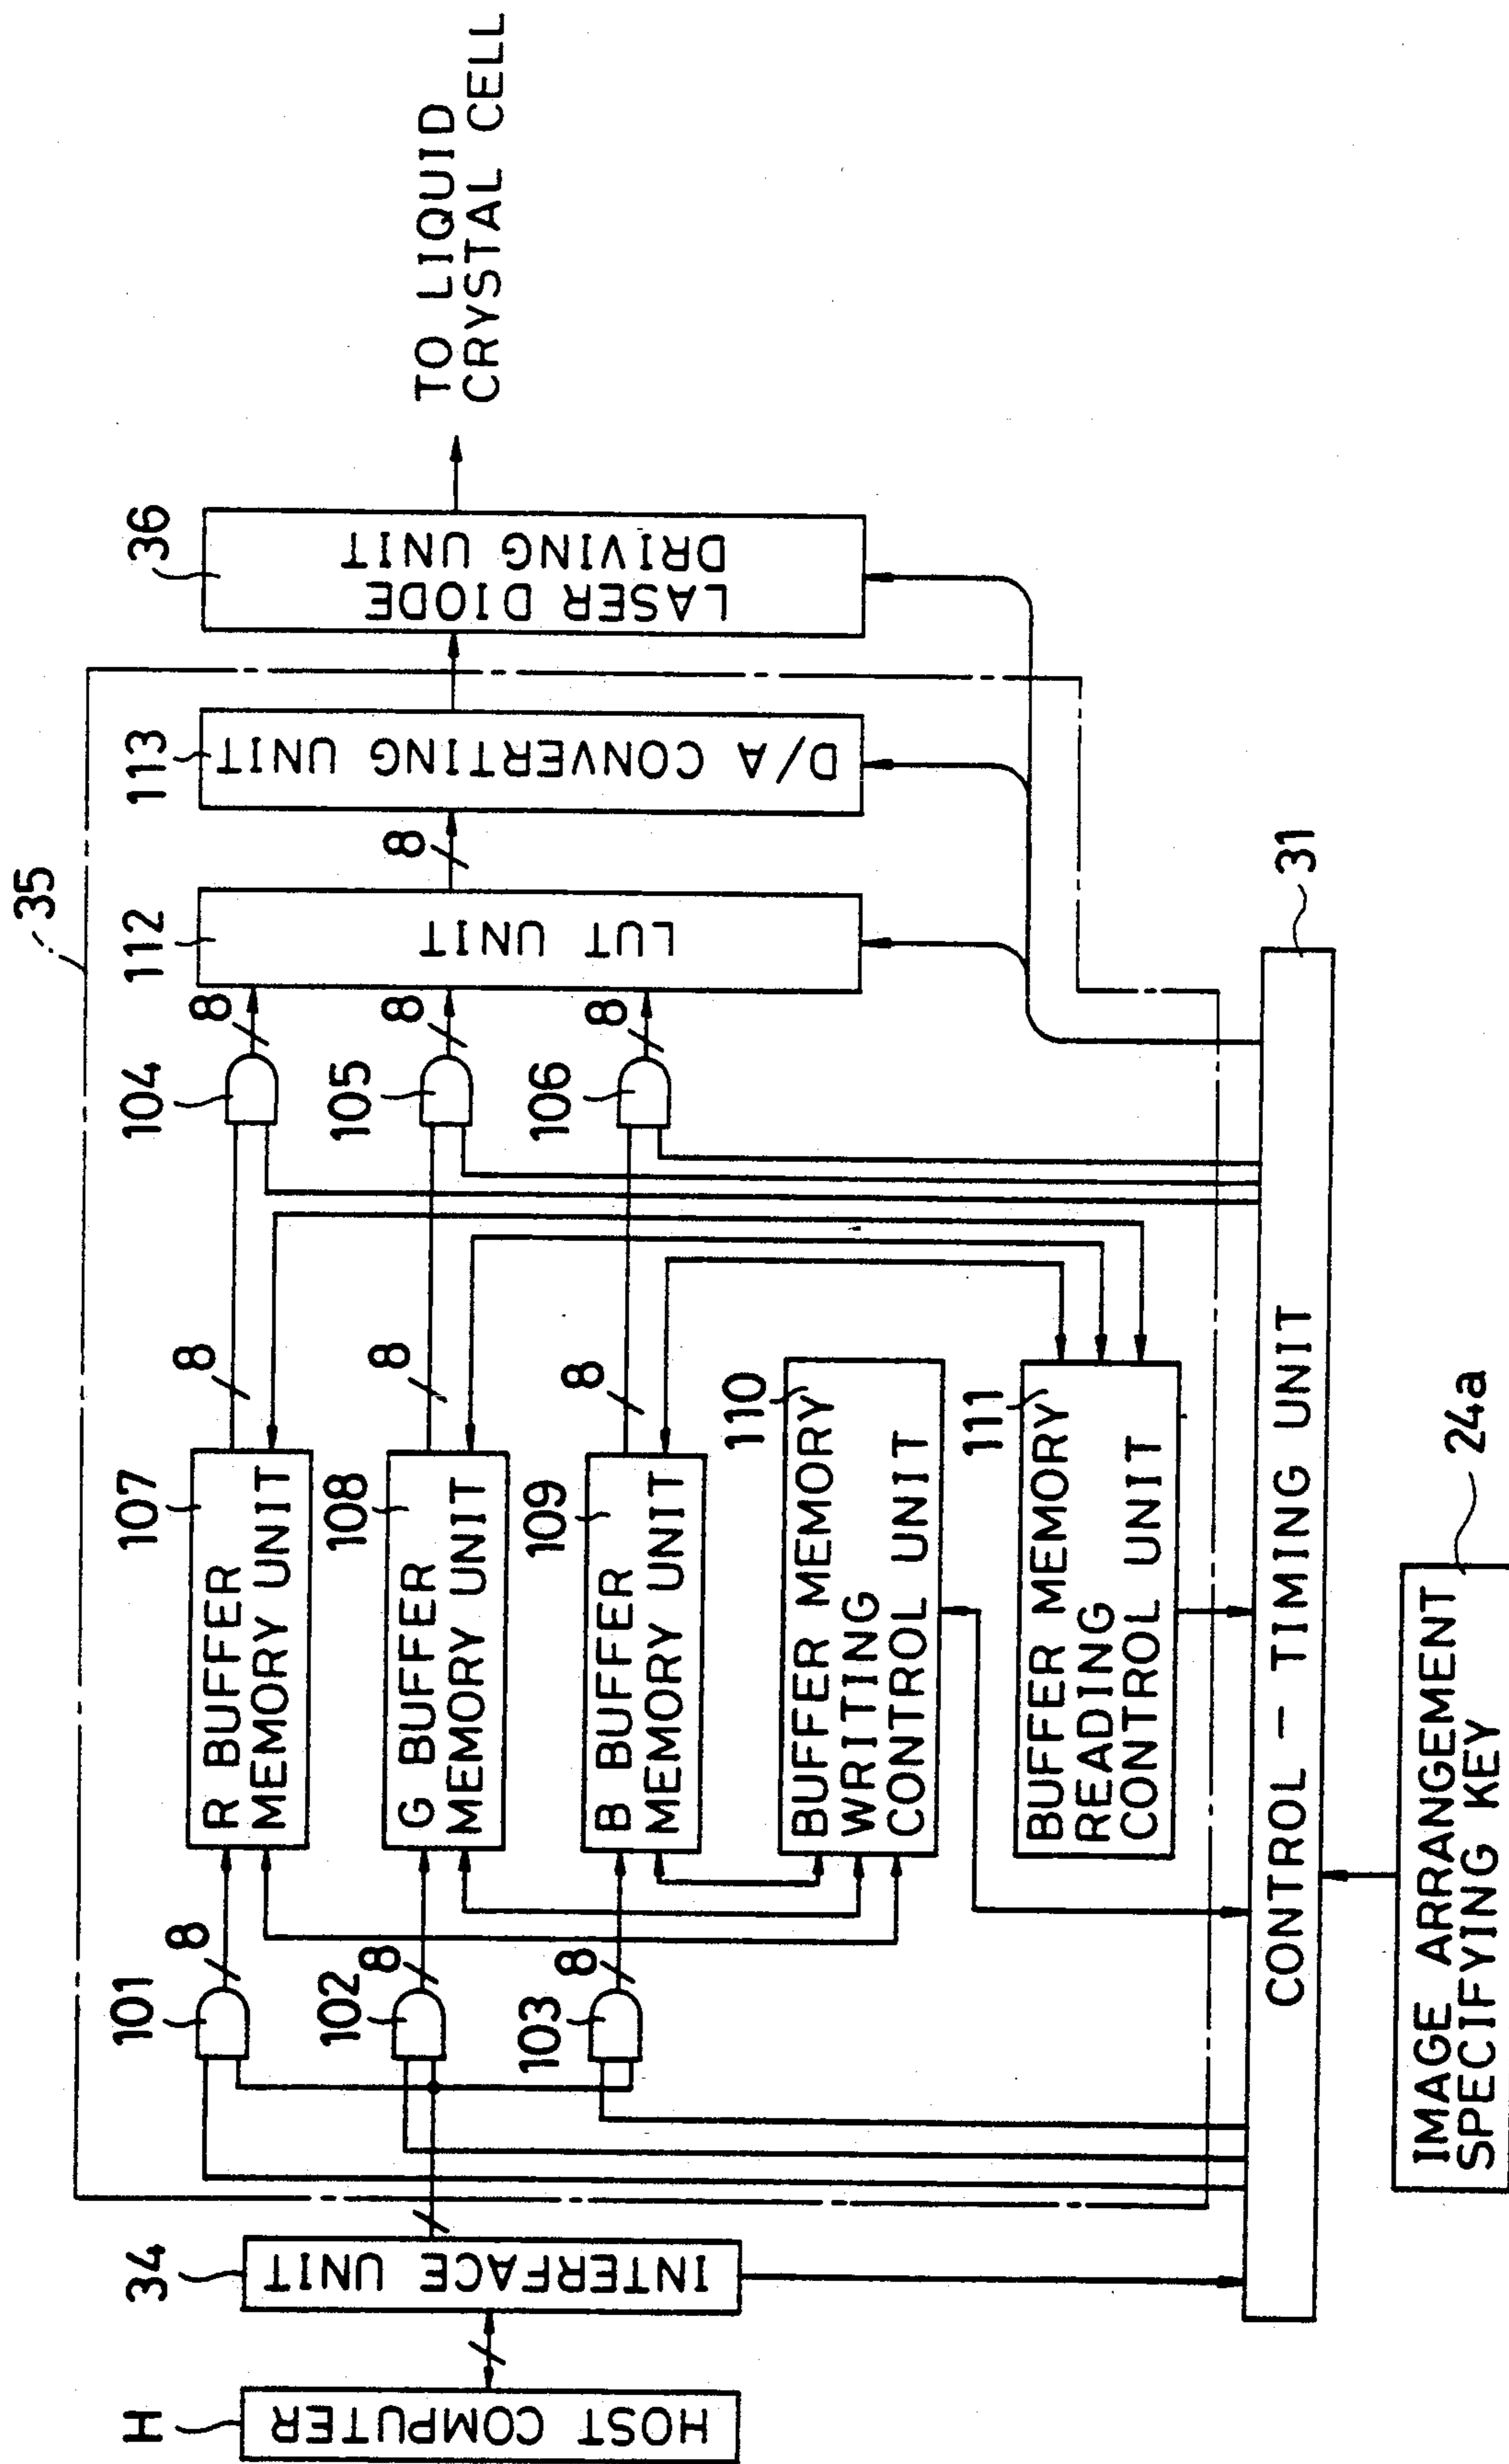 35
H
HOST COMPUTER
34
INTERFACE UNIT
101
8
102
8
103
8
107
R BUFFER
MEMORY UNIT
8
108
G BUFFER
MEMORY UNIT
8
109
B BUFFER
MEMORY UNIT
8
110
BUFFER MEMORY
WRITING
CONTROL UNIT
111
BUFFER MEMORY
READING
CONTROL UNIT
104
8
105
8
106
8
112
LUT UNIT
8
113
D/A CONVERTING UNIT
36
LASER DIODE
DRIVING UNIT
TO LIQUID
CRYSTAL CELL
CONTROL - TIMING UNIT
31
IMAGE ARRANGEMENT
SPECIFYING KEY
24a